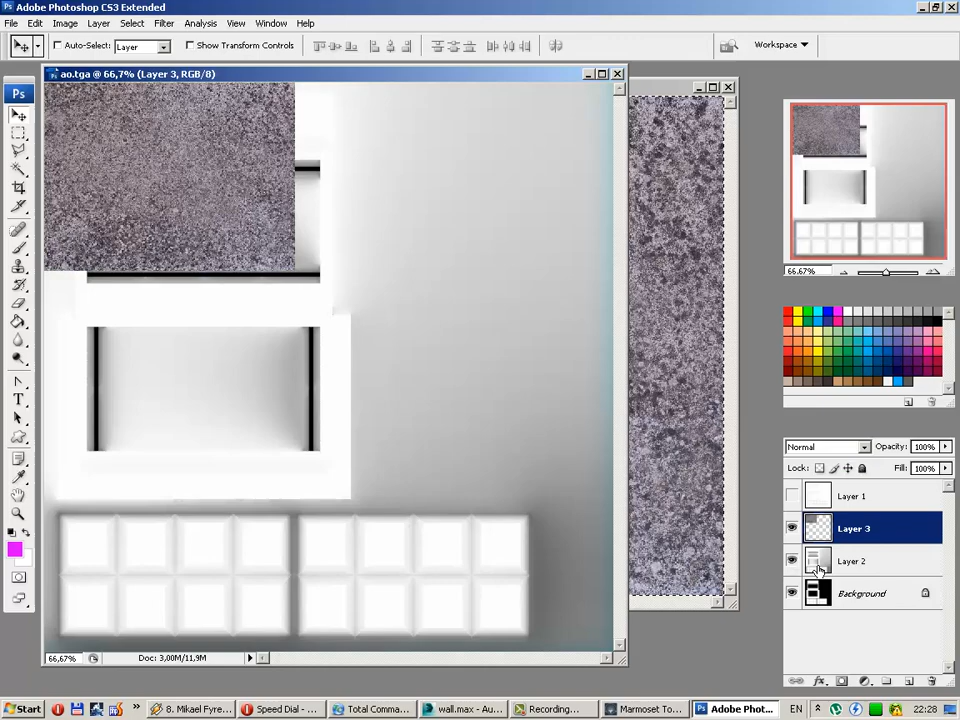 Ps Adobe Photoshop CS3 Extended
File Edit Image Layer Select Filter Analysis View Window Help
Auto-Select: Layer Show Transform Controls Workspace
ao.tga @ 66,7% (Layer 3, RGB/8)
Ps
T
66.67%
Normal Opacity: 100%
Lock: Fill: 100%
Layer 1
Layer 3
Layer 2
Background
fx
66,67% Doc: 3,00M/11,9M
Start 8. Mikael Fyre... Speed Dial - ... Total Comma... wall.max - Au... Recording... Marmoset To... Adobe Phot... EN 22:28